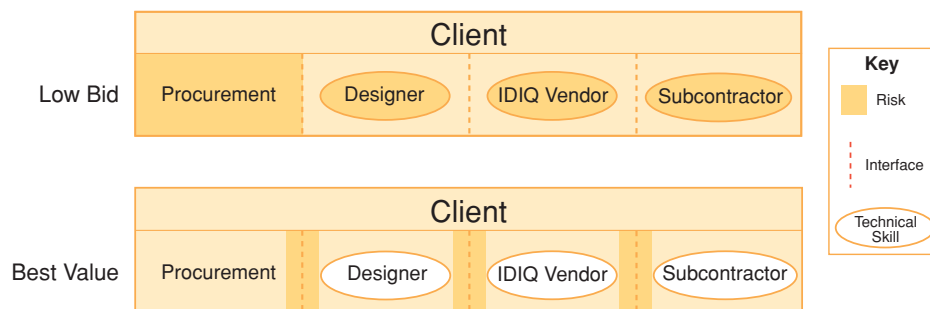 Client
Low Bid
Procurement
Designer
IDIQ Vendor
Subcontractor
Key
Risk
Interface
Technical
Skill
Client
Best Value
Procurement
Designer
IDIQ Vendor
Subcontractor